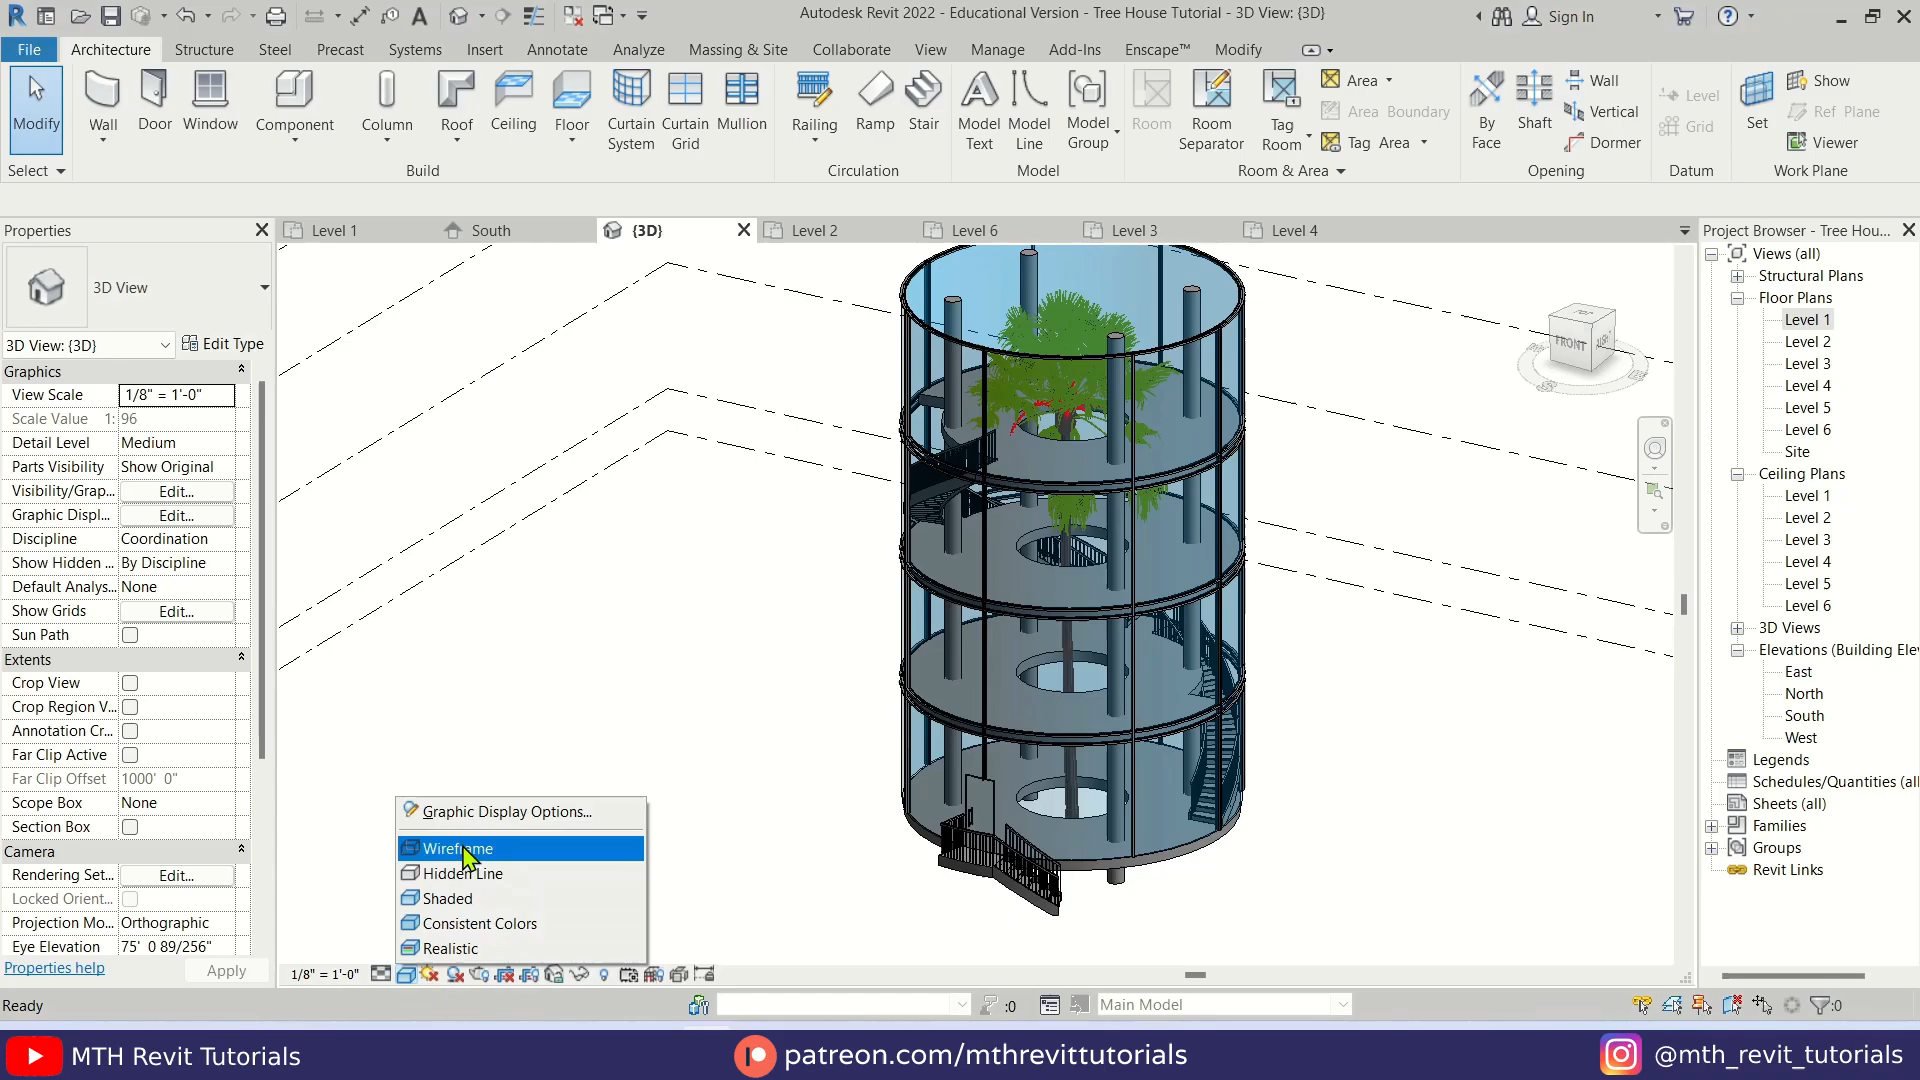 Autodesk Revit 2022 - Educational Version - Tree House Tutorial - 3D View: {3D}
Sign In
File Architecture Structure Steel Precast Systems Insert Annotate Analyze Massing & Site Collaborate View Manage Add-Ins Enscape™ Modify
Modify
Wall
Door
Window
Component
Column
Roof
Ceiling
Floor
Curtain System
Curtain Grid
Mullion
Railing
Ramp
Stair
Model Text
Model Line
Model Group
Room
Room Separator
Tag Room
Area
Area Boundary
Tag Area
By Face
Shaft
Wall
Vertical
Dormer
Level
Grid
Set
Show
Ref Plane
Viewer
Select
Build
Circulation
Model
Room & Area
Opening
Datum
Work Plane
Properties
3D View
3D View: {3D}
Edit Type
Graphics
View Scale 1/8" = 1'-0"
Scale Value 1: 96
Detail Level Medium
Parts Visibility Show Original
Visibility/Grap... Edit...
Graphic Displ... Edit...
Discipline Coordination
Show Hidden ... By Discipline
Default Analys... None
Show Grids Edit...
Sun Path
Extents
Crop View
Crop Region V...
Annotation Cr...
Far Clip Active
Far Clip Offset 1000' 0"
Scope Box None
Section Box
Camera
Rendering Set... Edit...
Locked Orient...
Projection Mo... Orthographic
Eye Elevation 75' 0 89/256"
Properties help
Apply
Level 1
South
{3D}
Level 2
Level 6
Level 3
Level 4
TOP
FRONT
Graphic Display Options...
Wireframe
Hidden Line
Shaded
Consistent Colors
Realistic
1/8" = 1'-0"
Project Browser - Tree Hou...
Views (all)
Structural Plans
Floor Plans
Level 1
Level 2
Level 3
Level 4
Level 5
Level 6
Site
Ceiling Plans
Level 1
Level 2
Level 3
Level 4
Level 5
Level 6
3D Views
Elevations (Building Ele
East
North
South
West
Legends
Schedules/Quantities (all
Sheets (all)
Families
Groups
Revit Links
Ready
:0
Main Model
:0
MTH Revit Tutorials
patreon.com/mthrevittutorials
@mth_revit_tutorials